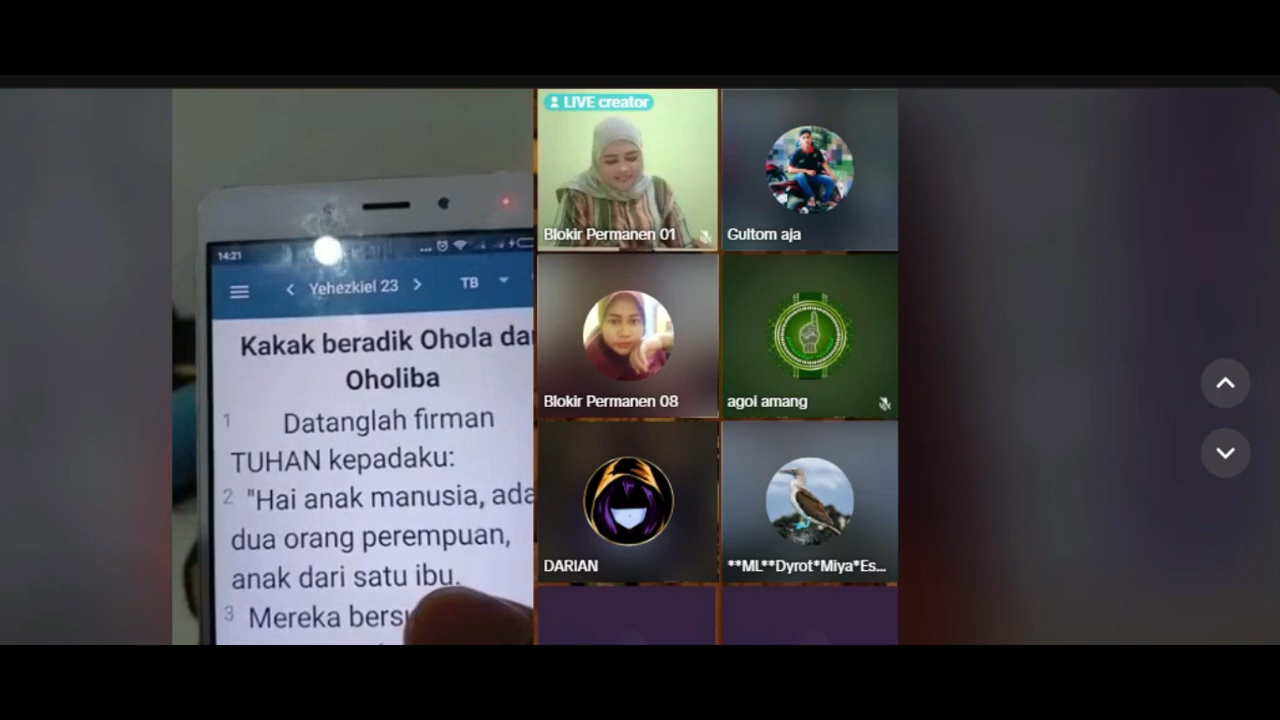 14:21
Yehezkiel 23
TB
Kakak beradik Ohola da
Oholiba
1 Datanglah firman
TUHAN kepadaku:
2 "Hai anak manusia, ada
dua orang perempuan,
anak dari satu ibu.
3 Mereka
LIVE creator
Blokir Permanen 01
Gultom aja
Blokir Permanen 08
agoi amang
DARIAN
**ML**Dyrot*Miya*Es...